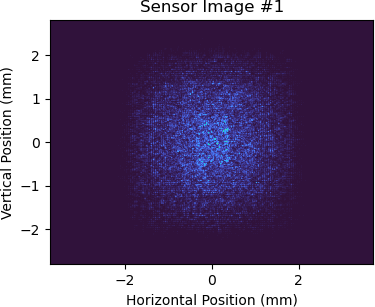 Sensor Image #1
Vertical Position (mm)
2
1
0
−1
−2
−2
0
2
Horizontal Position (mm)